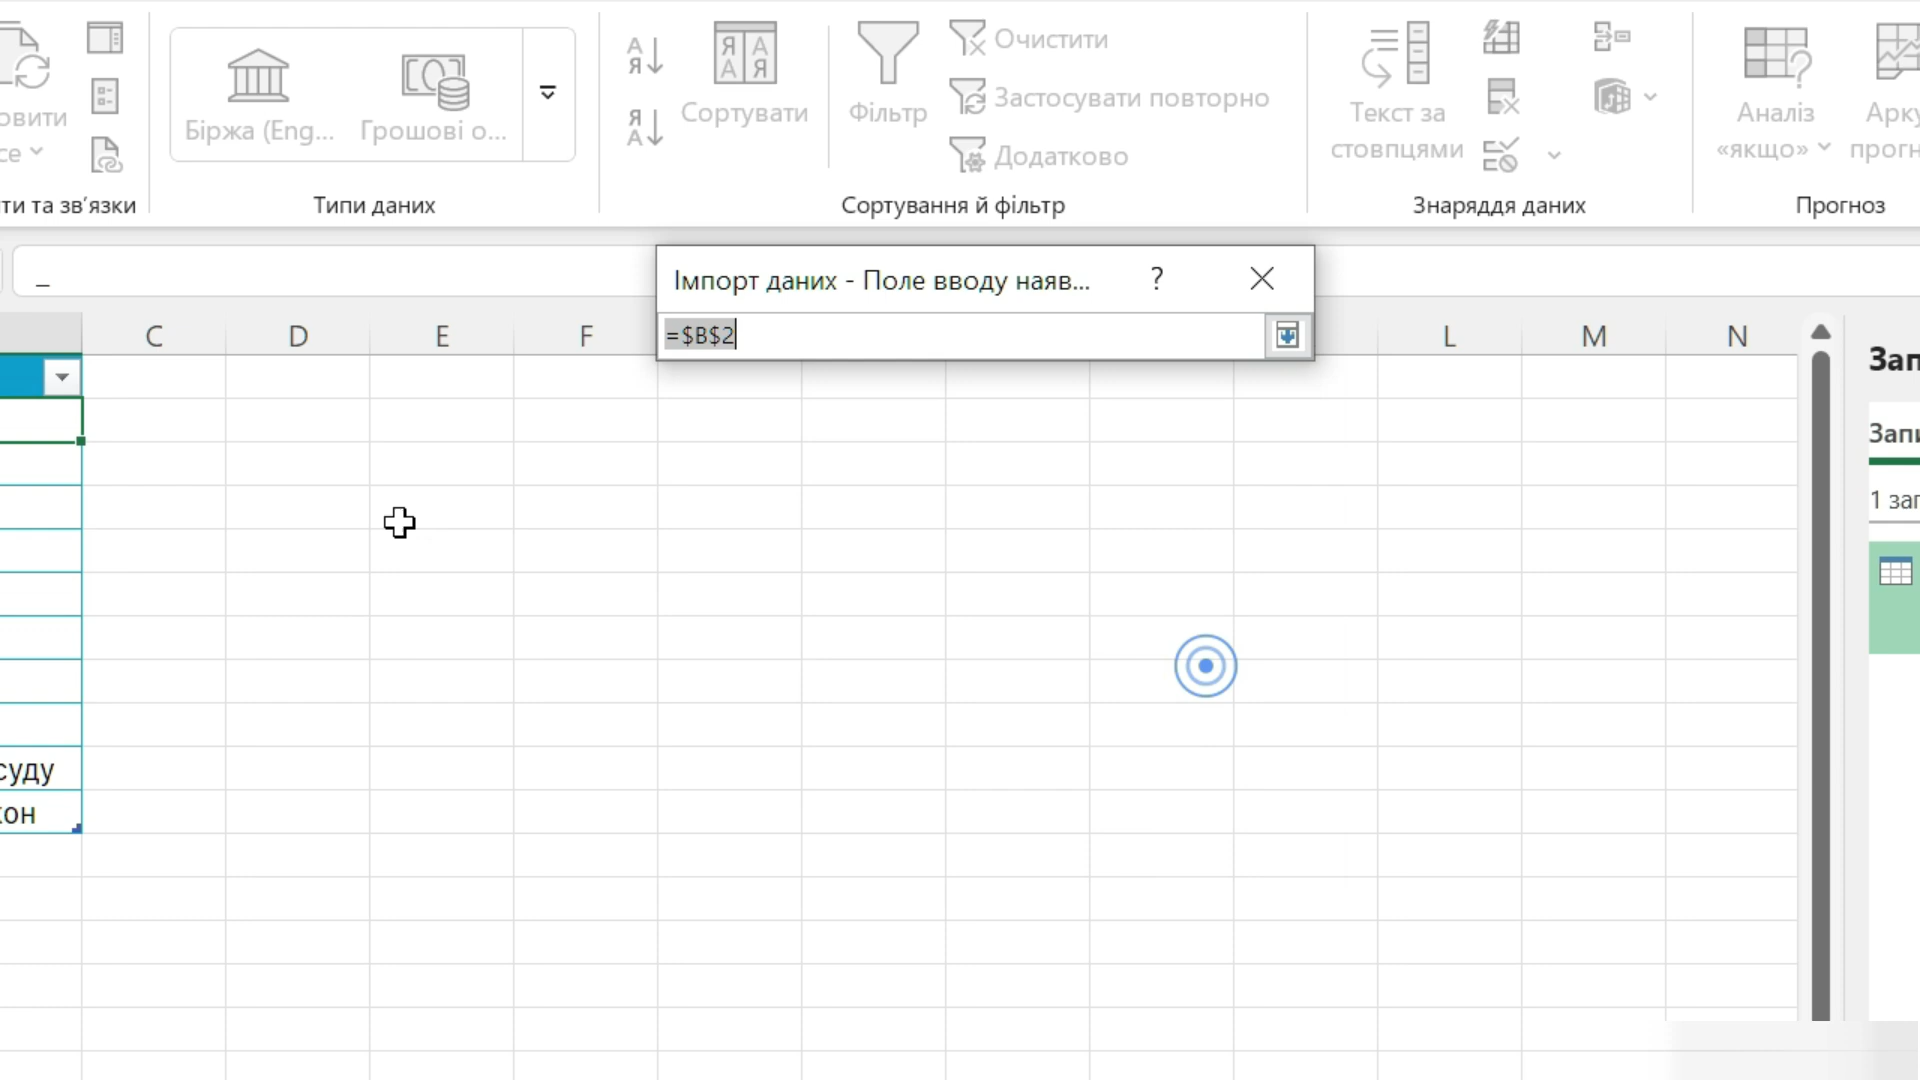 овити
се
ти та зв'язки
Біржа (Eng...
Грошові о...
Типи даних
А
Я
Я
А
Я А
А Я
Сортувати
Фільтр
Очистити
Застосувати повторно
Додатково
Сортування й фільтр
Текст за
стовпцями
Знаряддя даних
Аналіз
«якщо»
Арку
прогн
Прогноз
_
Імпорт даних - Поле вводу наяв...
?
=$B$2
C D E F L M N
суду
кон
Зап
Запи
1 зап